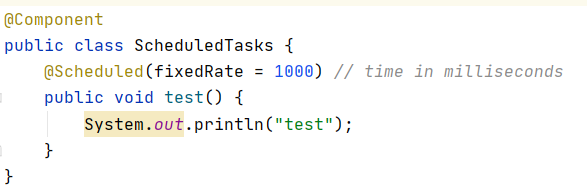 @Component
public class ScheduledTasks {
    @Scheduled(fixedRate = 1000) // time in milliseconds
    public void test() {
        System.out.println("test");
    }
}